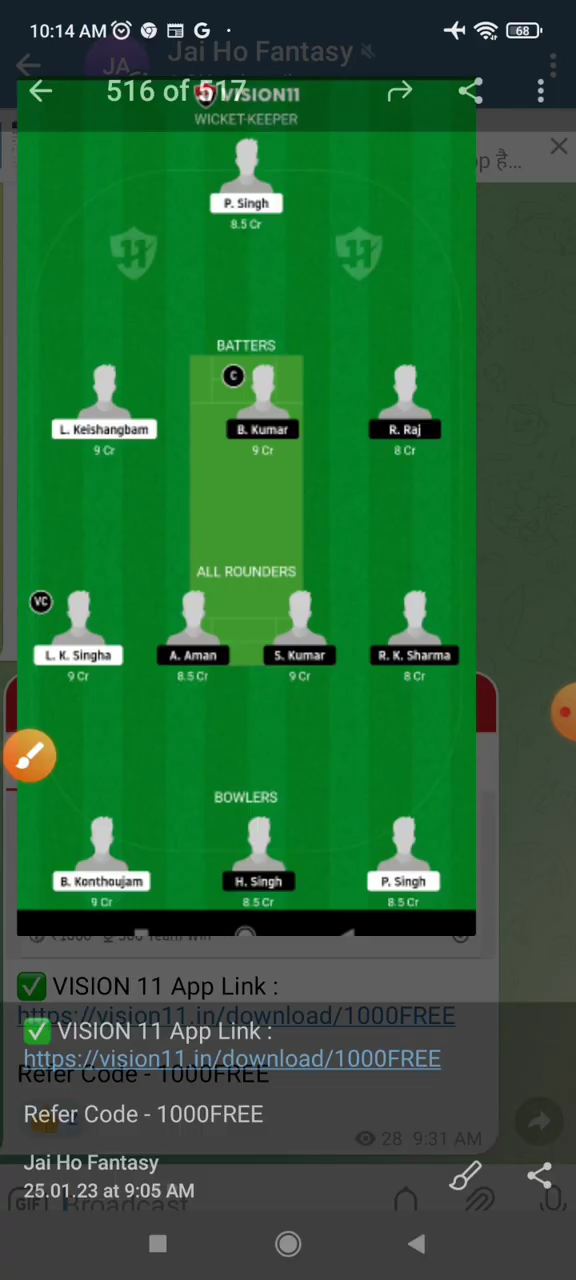 10:14 AM
68
Jai Ho Fantasy
JA
516 of 517
VISION11
WICKET-KEEPER
op है...
P. Singh
8.5 Cr
BATTERS
C
L. Keishangbam
B. Kumar
R. Raj
9 Cr
9 Cr
8 Cr
ALL ROUNDERS
VC
L. K. Singha
A. Aman
S. Kumar
R. K. Sharma
9 Cr
8.5 Cr
9 Cr
8 Cr
BOWLERS
B. Konthoujam
H. Singh
P. Singh
9 Cr
8.5 Cr
8.5 Cr
✅ VISION 11 App Link :
https://vision11.in/download/1000FREE
✅ VISION 11 App Link :
https://vision11.in/download/1000FREE
Refer Code - 1000FREE
Refer Code - 1000FREE
28 9:31 AM
Jai Ho Fantasy
25.01.23 at 9:05 AM
GIF
Broadcast